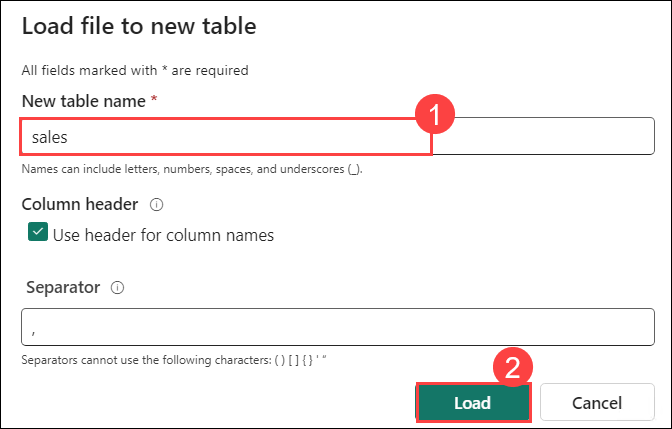 Load file to new table
All fields marked with * are required
New table name *
1
sales
Names can include letters, numbers, spaces, and underscores (_).
Column header
Use header for column names
Separator
,
Separators cannot use the following characters: ( ) [ ] { } ' "
2
Load Cancel